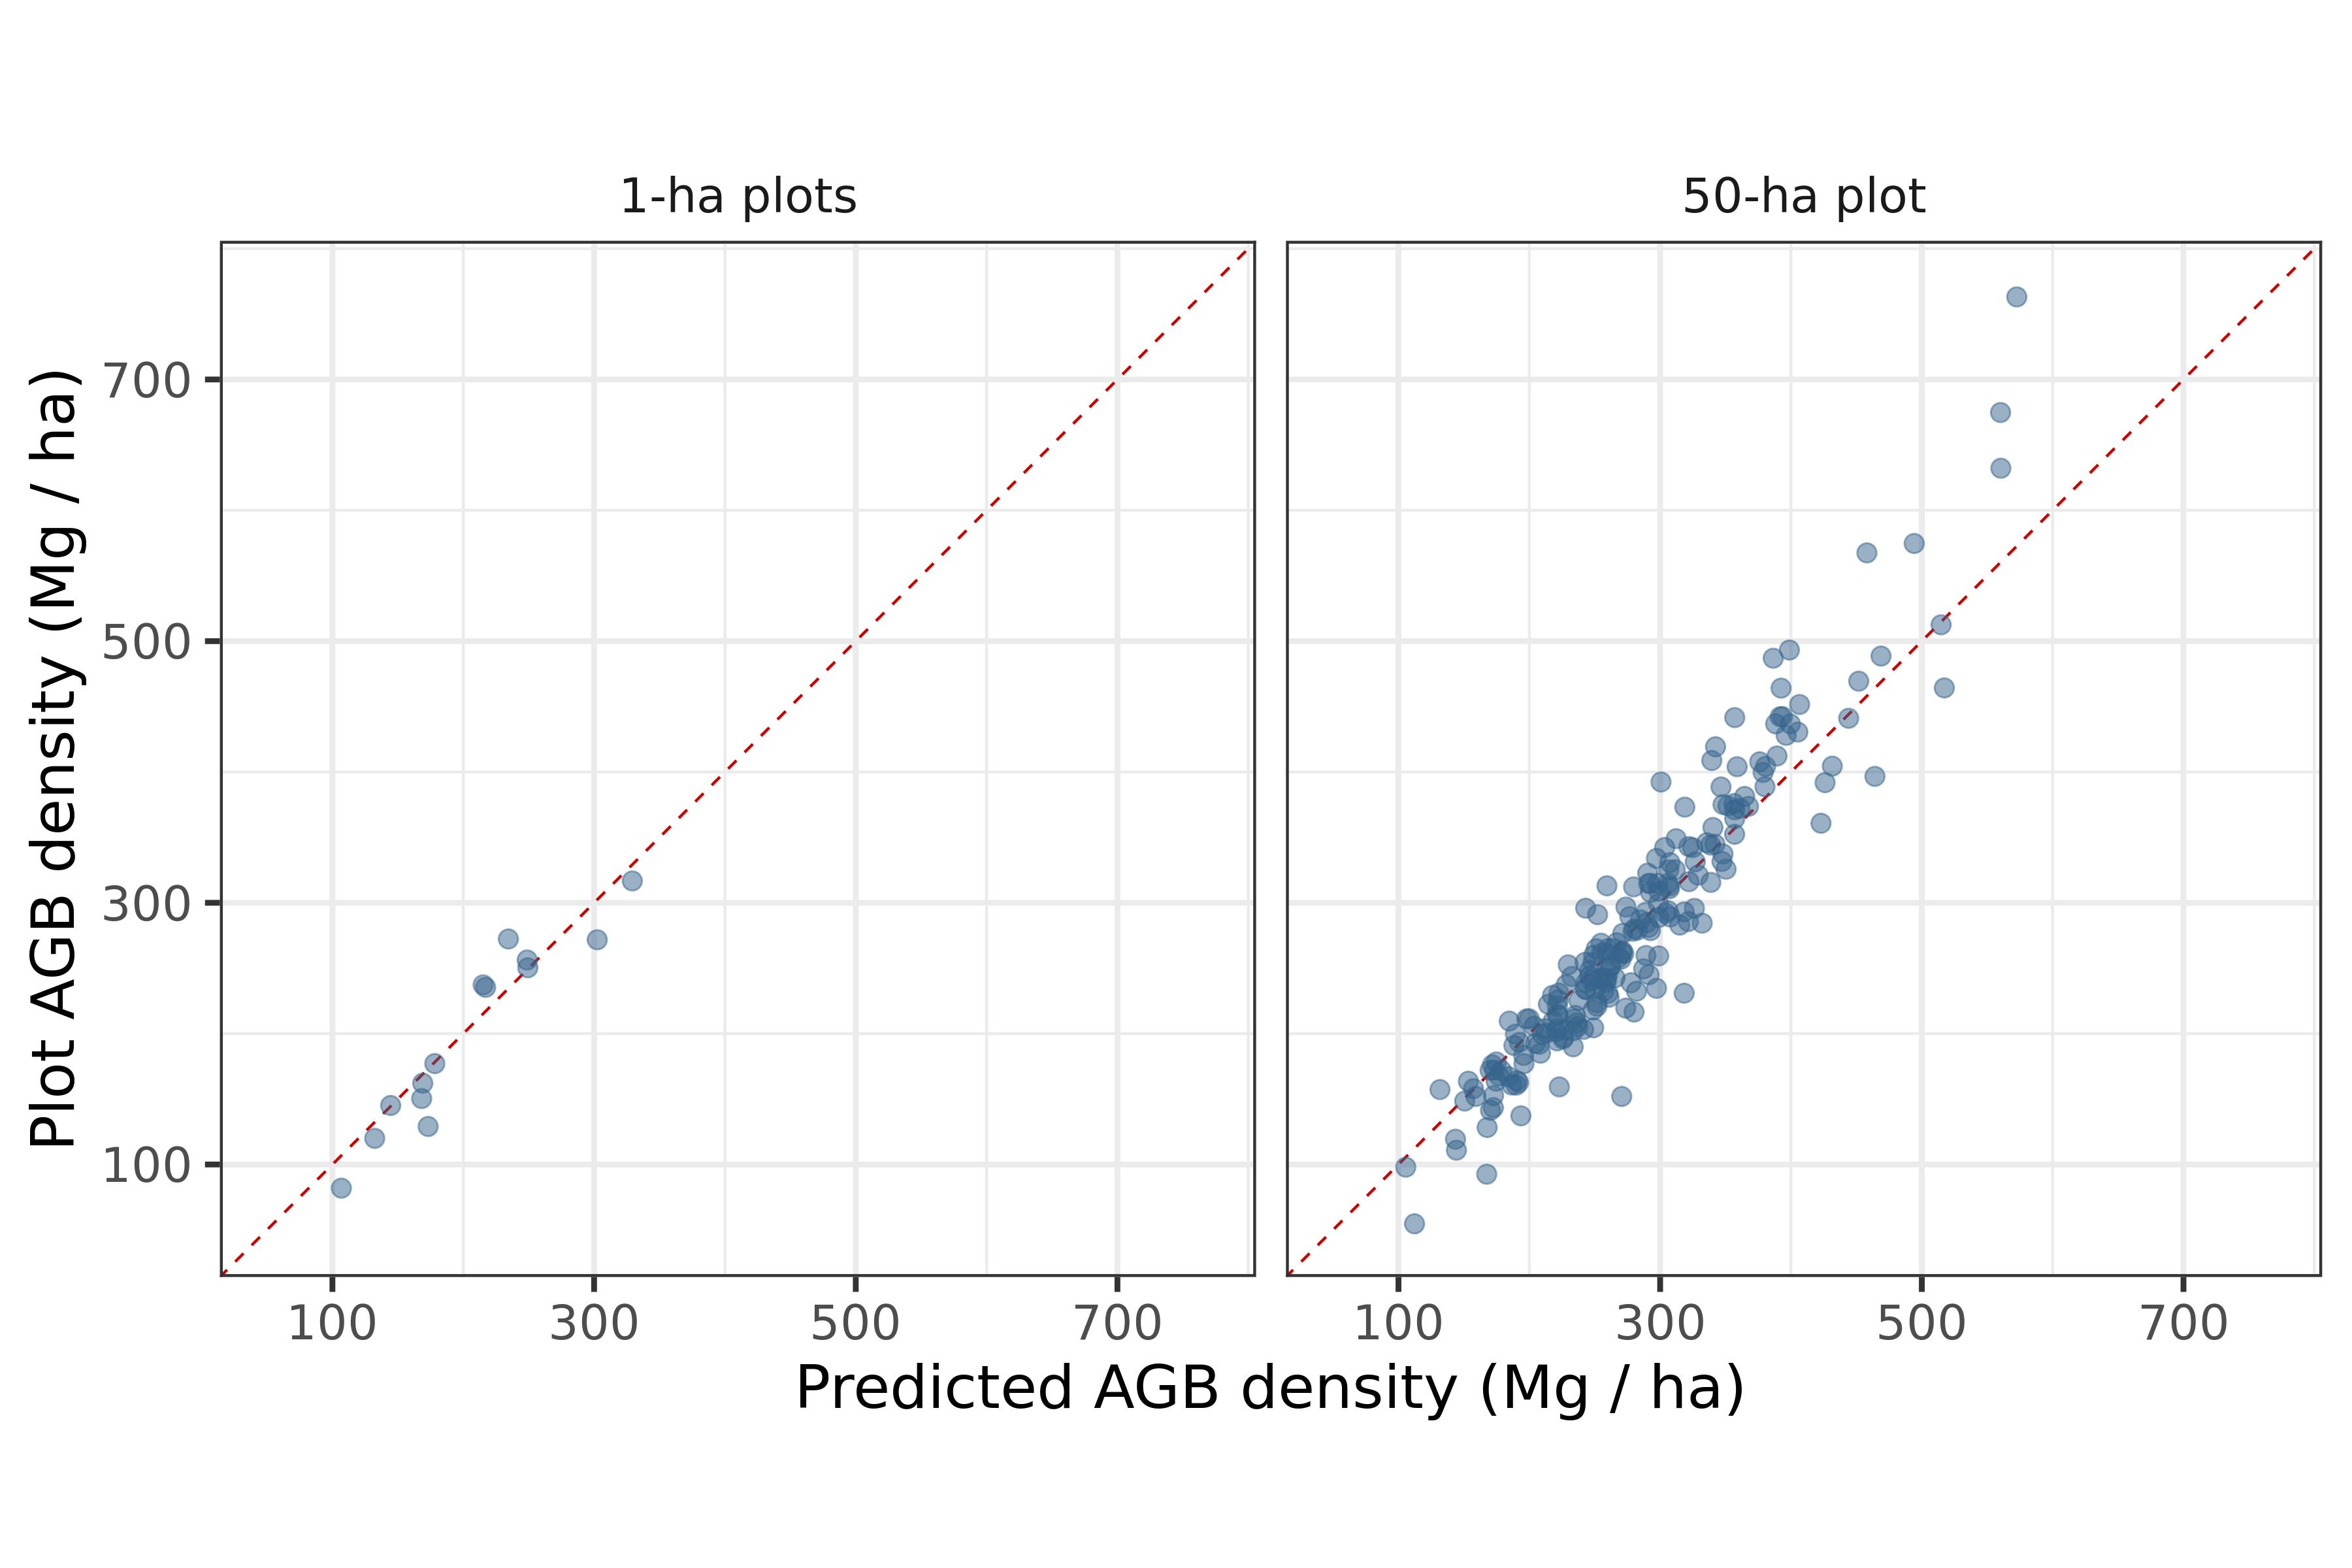 1-ha plots
50-ha plot
Plot AGB density (Mg / ha)
700
500
300
100
100 300 500 700
100 300 500 700
Predicted AGB density (Mg / ha)